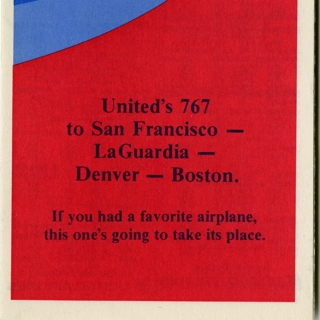 United's 767
to San Francisco —
LaGuardia —
Denver — Boston.
If you had a favorite airplane,
this one's going to take its place.